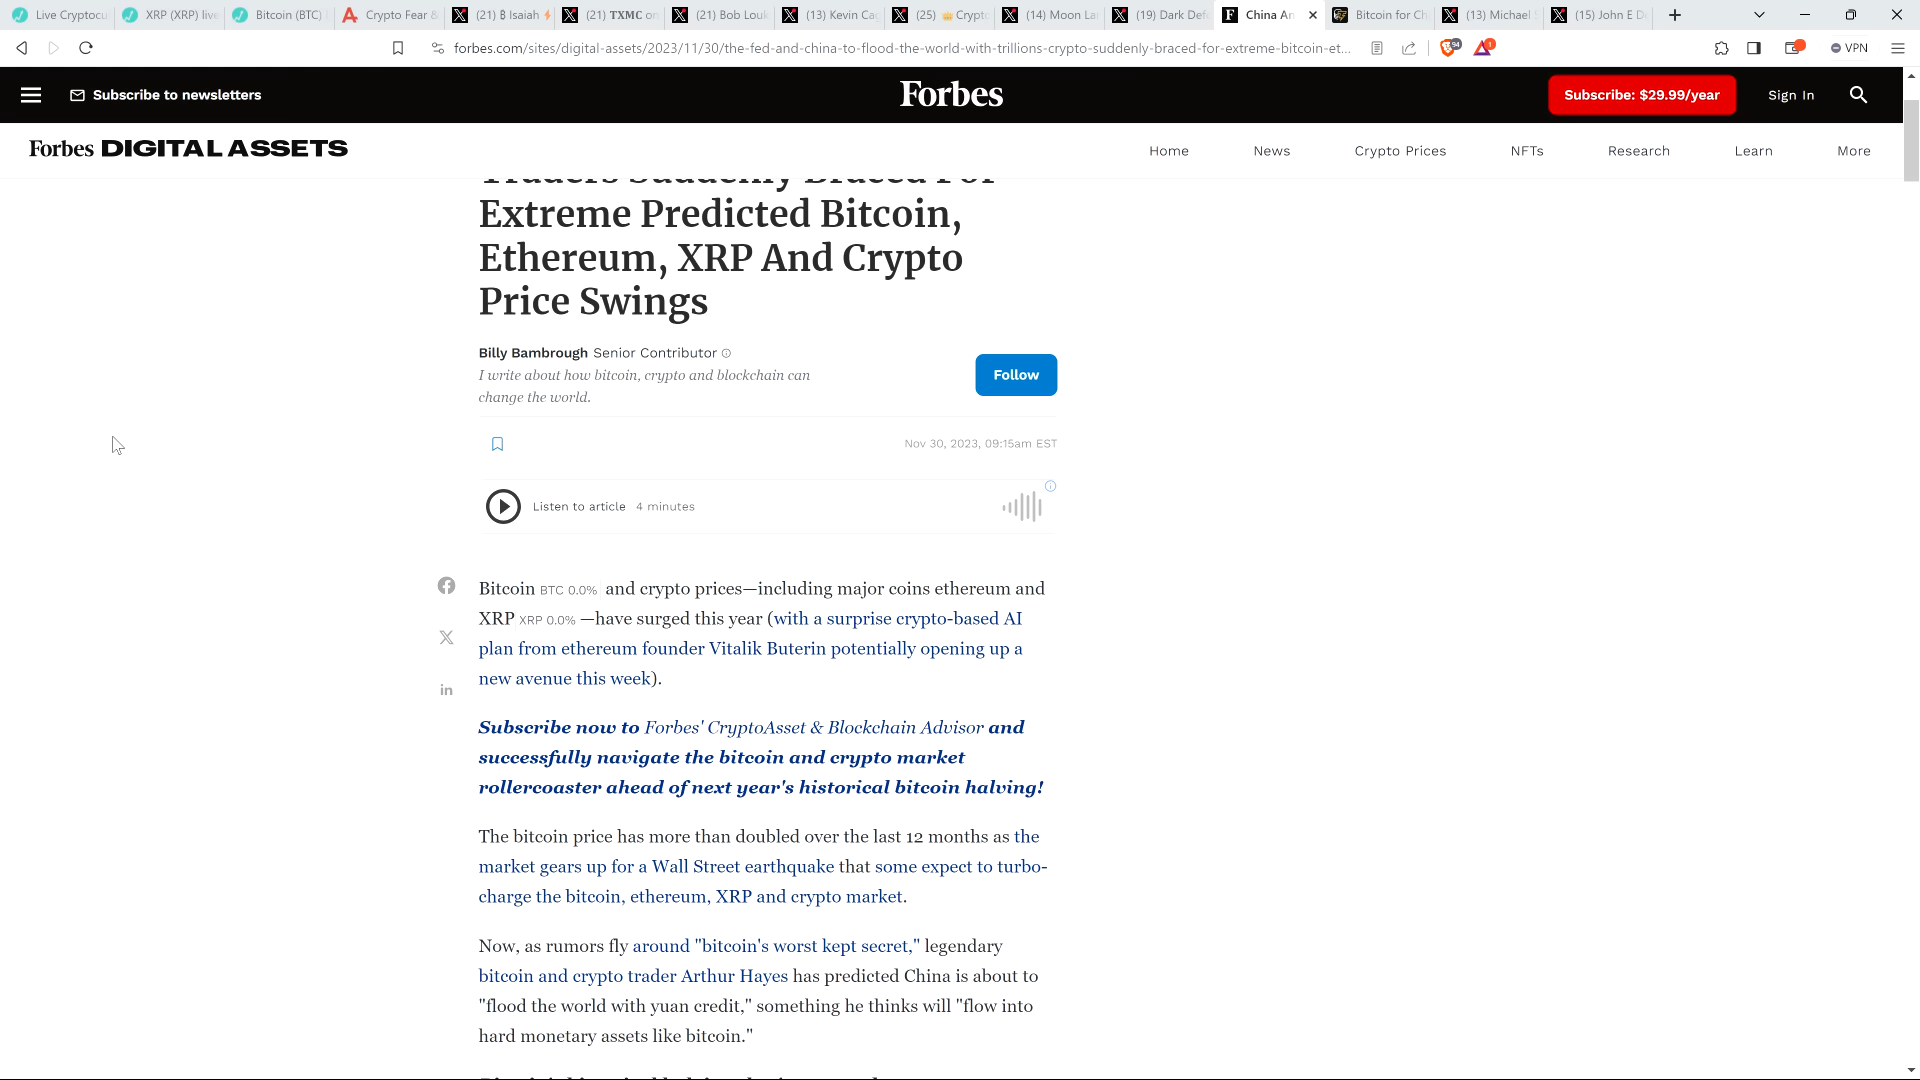 Live Cryptocu
XRP (XRP) live
Bitcoin (BTC)
Crypto Fear &
(21) ₿ Isaiah
(21) TXMC on
(21) Bob Louk
(13) Kevin Ca
(25) Crypto
(14) Moon La
(19) Dark Def
China An
Bitcoin for Ch
(13) Michael
(15) John E D
forbes.com/sites/digital-assets/2023/11/30/the-fed-and-china-to-flood-the-world-with-trillions-crypto-suddenly-braced-for-extreme-bitcoin-et...
94
1
VPN
Subscribe to newsletters
Forbes
Subscribe: $29.99/year
Sign In
Forbes DIGITAL ASSETS
Home
News
Crypto Prices
NFTs
Research
Learn
More
Traders Suddenly Braced For
Extreme Predicted Bitcoin,
Ethereum, XRP And Crypto
Price Swings
Billy Bambrough Senior Contributor
I write about how bitcoin, crypto and blockchain can
change the world.
Follow
Nov 30, 2023, 09:15am EST
Listen to article 4 minutes
Bitcoin BTC 0.0% and crypto prices—including major coins ethereum and
XRP XRP 0.0% —have surged this year (with a surprise crypto-based AI
plan from ethereum founder Vitalik Buterin potentially opening up a
new avenue this week).
Subscribe now to Forbes' CryptoAsset & Blockchain Advisor and
successfully navigate the bitcoin and crypto market
rollercoaster ahead of next year's historical bitcoin halving!
The bitcoin price has more than doubled over the last 12 months as the
market gears up for a Wall Street earthquake that some expect to turbo-
charge the bitcoin, ethereum, XRP and crypto market.
Now, as rumors fly around "bitcoin's worst kept secret," legendary
bitcoin and crypto trader Arthur Hayes has predicted China is about to
"flood the world with yuan credit," something he thinks will "flow into
hard monetary assets like bitcoin."